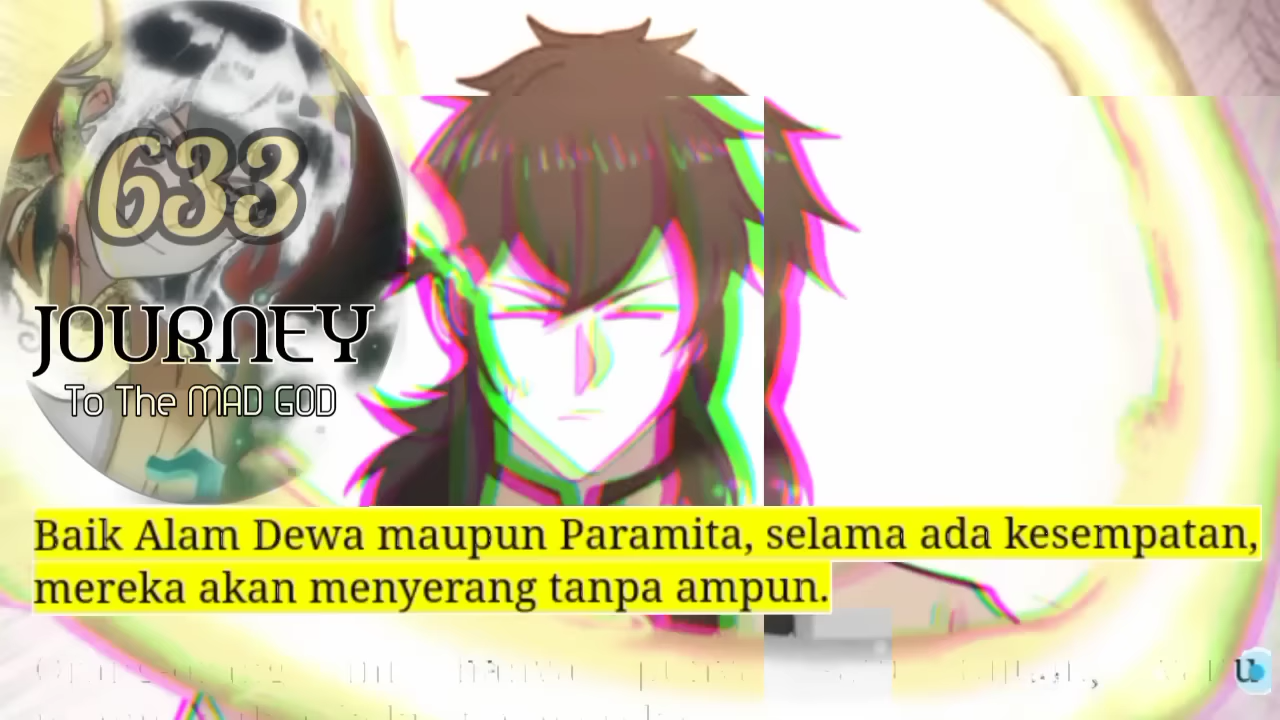 633
JOURNEY
To The MAD GOD
Baik Alam Dewa maupun Paramita, selama ada kesempatan,
mereka akan menyerang tanpa ampun.